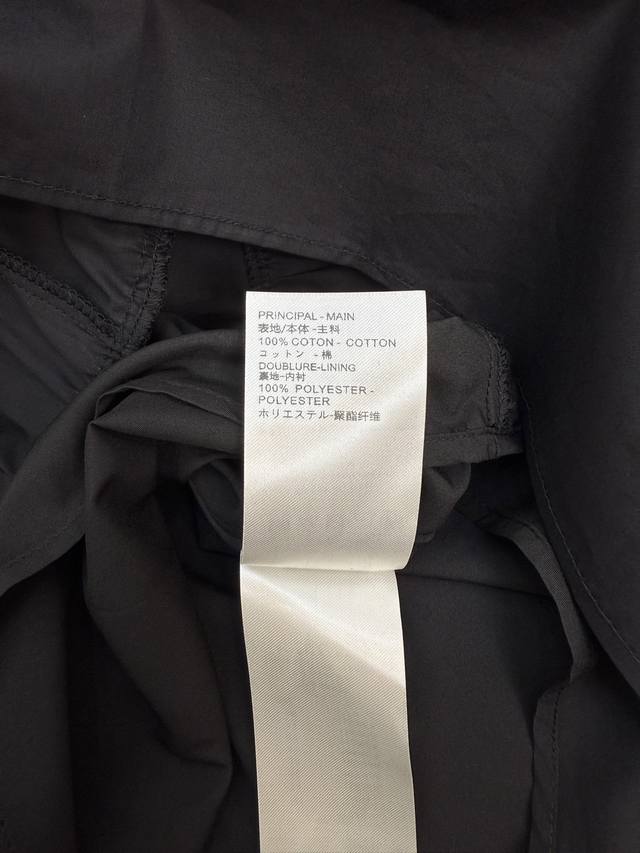 PRINCIPAL-MAIN
表地/本体-主料
100% COTON - COTTON
コットン -棉
DOUBLURE-LINING
裏地-内衬
100% POLYESTER -
POLYESTER
ホリエステル-聚酯纤维